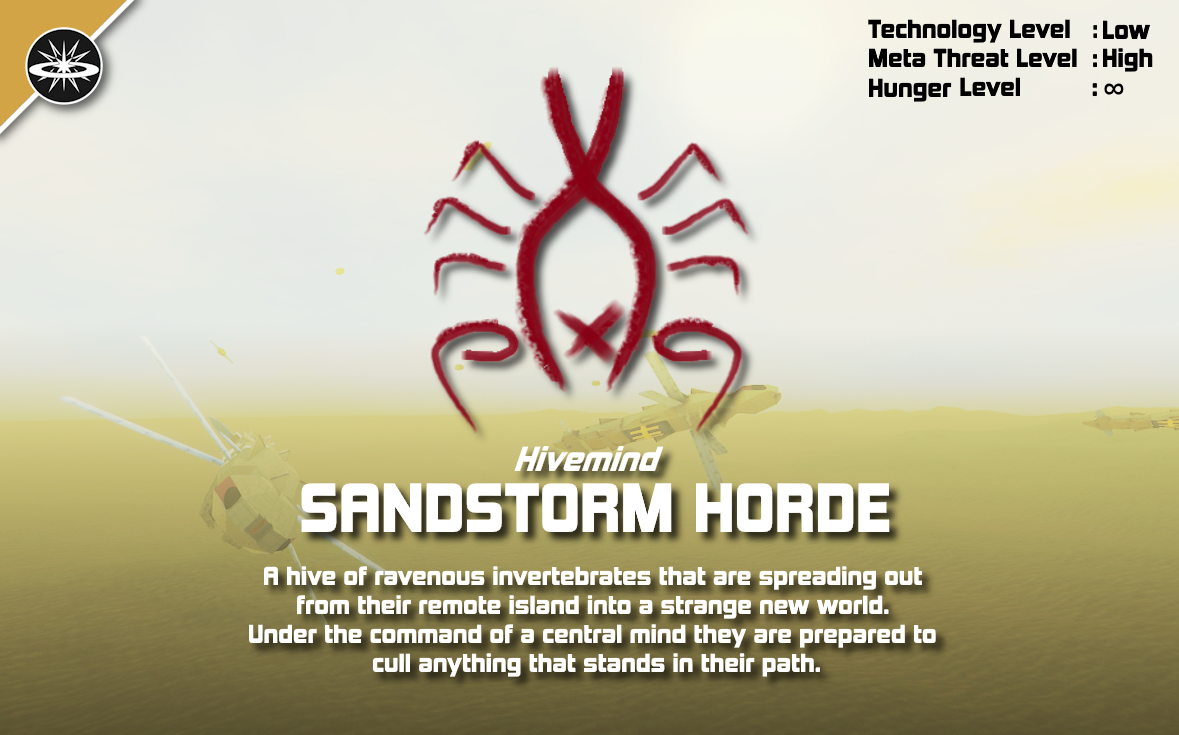 Technology Level : Low
Meta Threat Level : High
Hunger Level : ∞
Hivemind
SANDSTORM HORDE
A hive of ravenous invertebrates that are spreading out
from their remote island into a strange new world.
Under the command of a central mind they are prepared to
cull anything that stands in their path.